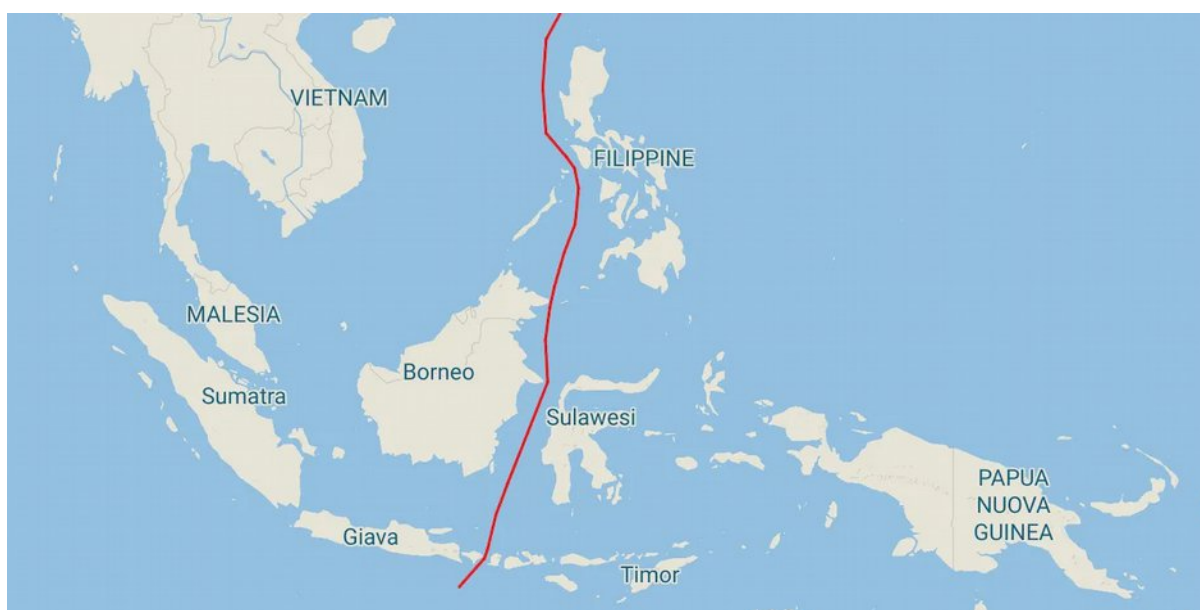 VIETNAM
FILIPPINE
MALESIA
Borneo
Sumatra
Sulawesi
PAPUA
NUOVA
GUINEA
Giava
Timor